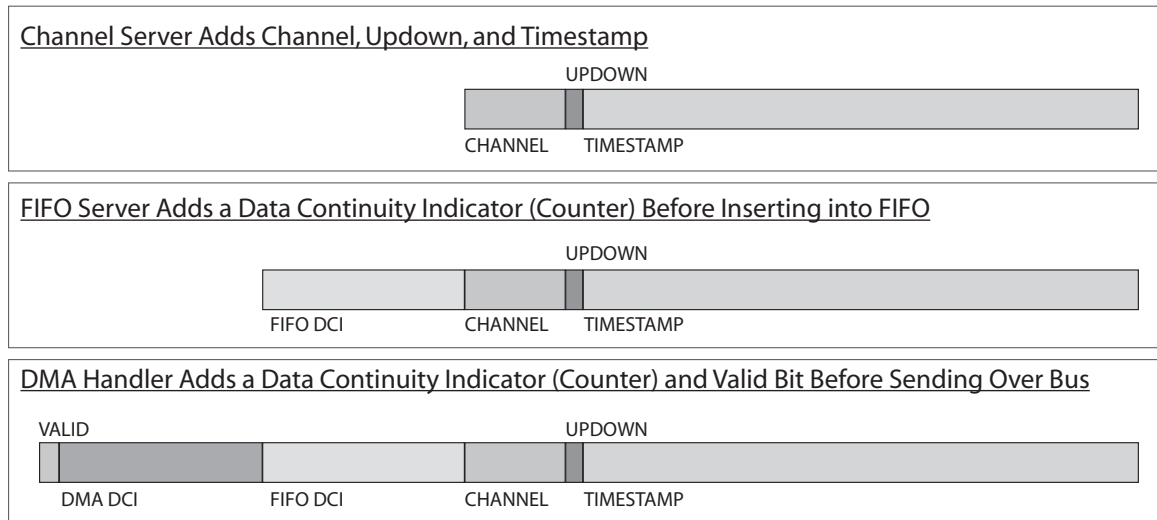 Channel Server Adds Channel, Updown, and Timestamp
UPDOWN
CHANNEL TIMESTAMP
FIFO Server Adds a Data Continuity Indicator (Counter) Before Inserting into FIFO
UPDOWN
FIFO DCI CHANNEL TIMESTAMP
DMA Handler Adds a Data Continuity Indicator (Counter) and Valid Bit Before Sending Over Bus
VALID UPDOWN
DMA DCI FIFO DCI CHANNEL TIMESTAMP